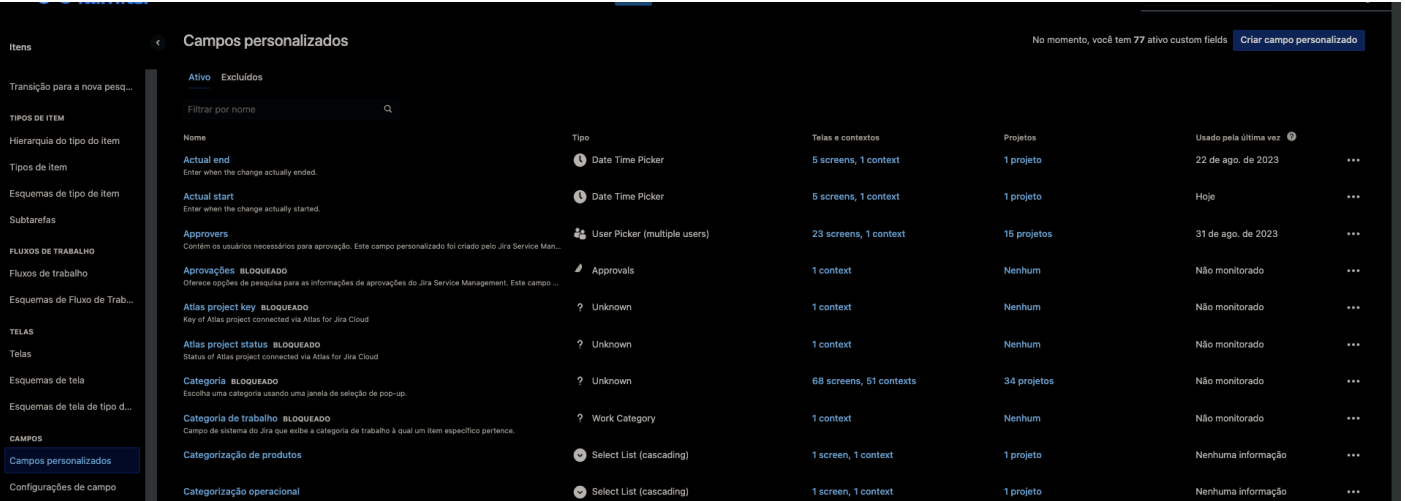 Itens
Transição para a nova pesq...
TIPOS DE ITEM
Hierarquia do tipo do item
Tipos de item
Esquemas de tipo de item
Subtarefas
FLUXOS DE TRABALHO
Fluxos de trabalho
Esquemas de Fluxo de Trab...
TELAS
Telas
Esquemas de tela
Esquemas de tela de tipo d...
CAMPOS
Campos personalizados
Configurações de campo
Campos personalizados
No momento, você tem 77 ativo custom fields Criar campo personalizado
Ativo Excluídos
Filtrar por nome
Nome Tipo Telas e contextos Projetos Usado pela última vez
Actual end Date Time Picker 5 screens, 1 context 1 projeto 22 de ago. de 2023
Enter when the change actually ended.
Actual start Date Time Picker 5 screens, 1 context 1 projeto Hoje
Enter when the change actually started.
Approvers User Picker (multiple users) 23 screens, 1 context 15 projetos 31 de ago. de 2023
Contém os usuários necessários para aprovação. Este campo personalizado foi criado pelo Jira Service Man...
Aprovações BLOQUEADO Approvals 1 context Nenhum Não monitorado
Oferece opções de pesquisa para as informações de aprovações do Jira Service Management. Este campo ...
Atlas project key BLOQUEADO ? Unknown 1 context Nenhum Não monitorado
Key of Atlas project connected via Atlas for Jira Cloud
Atlas project status BLOQUEADO ? Unknown 1 context Nenhum Não monitorado
Status of Atlas project connected via Atlas for Jira Cloud
Categoria BLOQUEADO ? Unknown 68 screens, 51 contexts 34 projetos Não monitorado
Escolha uma categoria usando uma janela de seleção de pop-up.
Categoria de trabalho BLOQUEADO ? Work Category 1 context Nenhum Não monitorado
Campo de sistema do Jira que exibe a categoria de trabalho à qual um item específico pertence.
Categorização de produtos Select List (cascading) 1 screen, 1 context 1 projeto Nenhuma informação
Categorização operacional Select List (cascading) 1 screen, 1 context 1 projeto Nenhuma informação